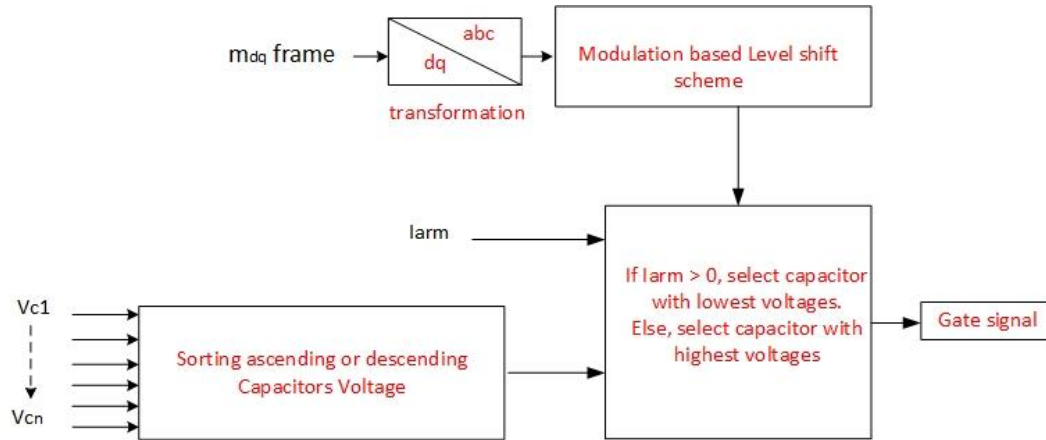 abc
m_dq frame
dq
Modulation based Level shift
scheme
transformation
Iarm
If Iarm > 0, select capacitor
with lowest voltages.
Else, select capacitor with
highest voltages
Vc1
Gate signal
Sorting ascending or descending
Capacitors Voltage
Vcn